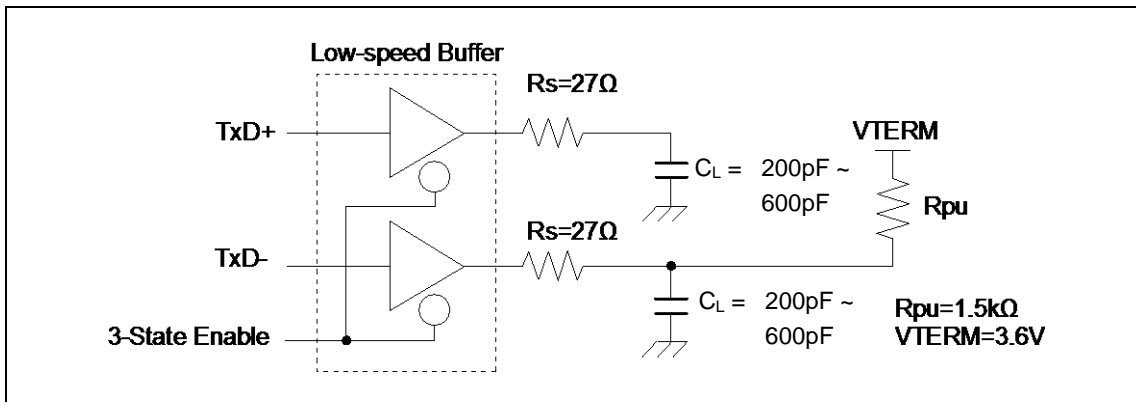 Low-speed Buffer
Rs=27Ω
TxD+
VTERM
CL = 200pF ~
600pF
Rpu
Rs=27Ω
TxD-
CL = 200pF ~
600pF
Rpu=1.5kΩ
VTERM=3.6V
3-State Enable